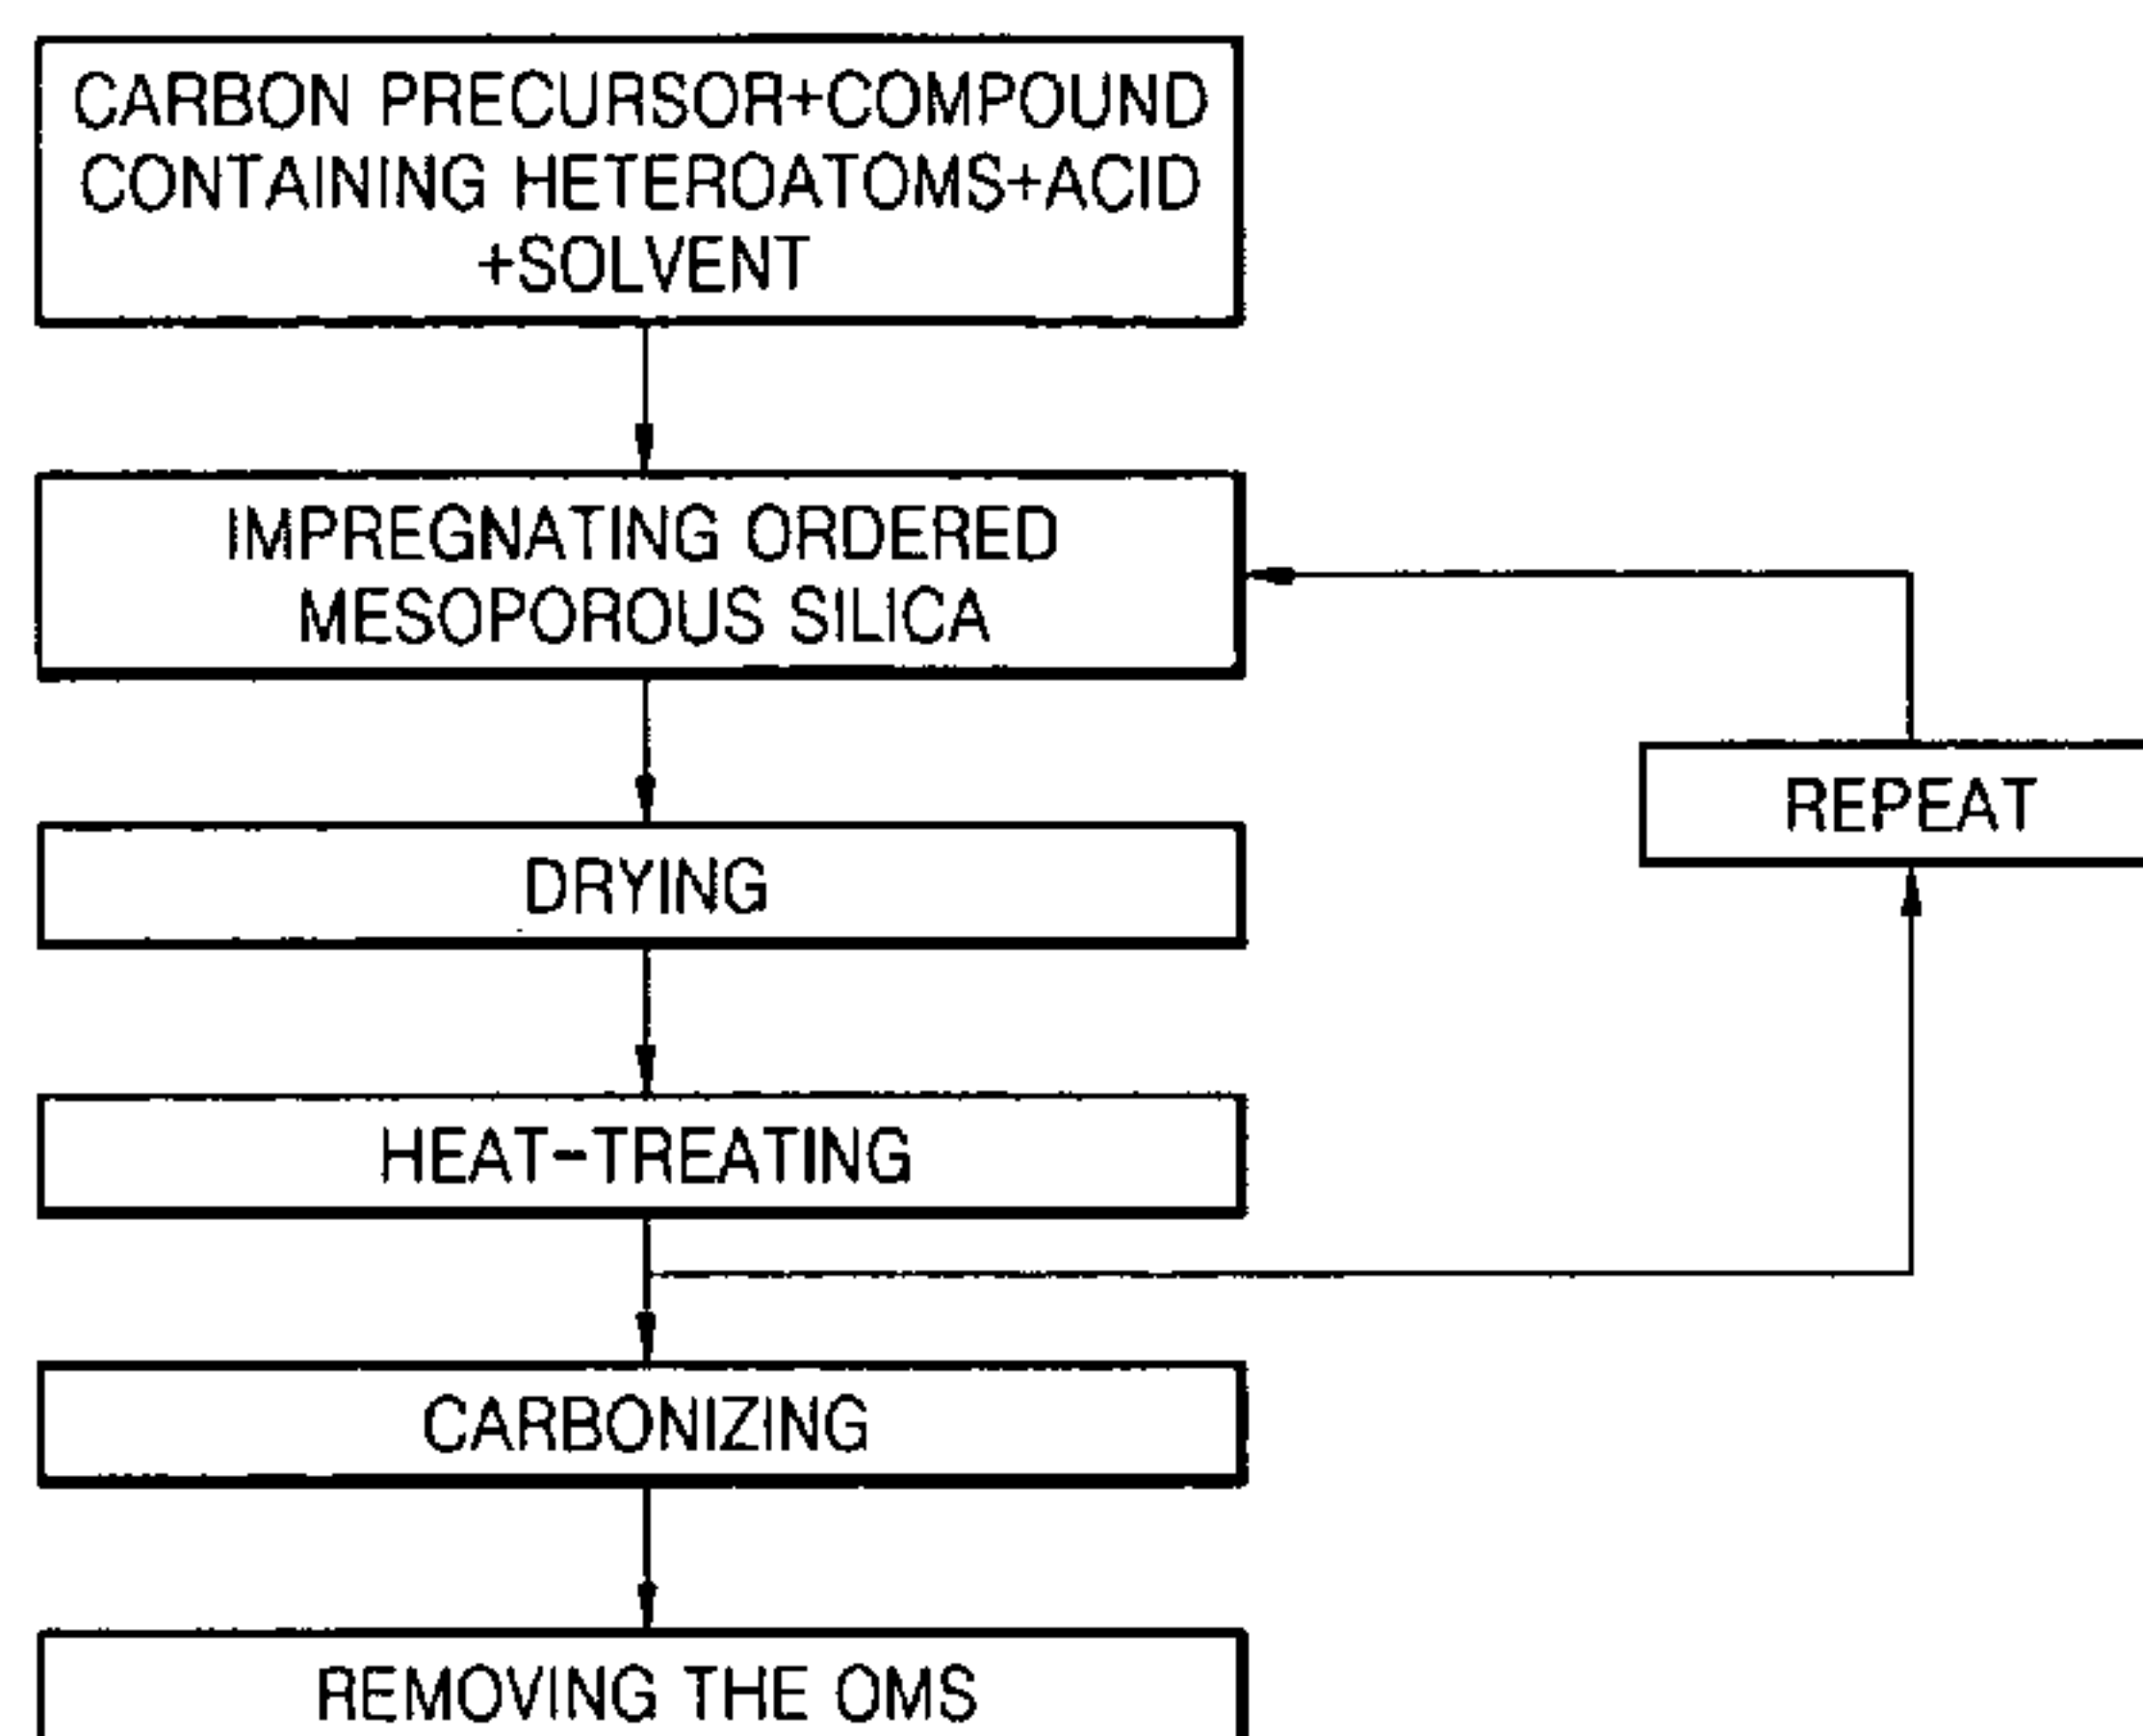 CARBON PRECURSOR+COMPOUND
CONTAINING HETEROATOMS+ACID
+SOLVENT
IMPREGNATING ORDERED
MESOPOROUS SILICA
REPEAT
DRYING
HEAT-TREATING
CARBONIZING
REMOVING THE OMS